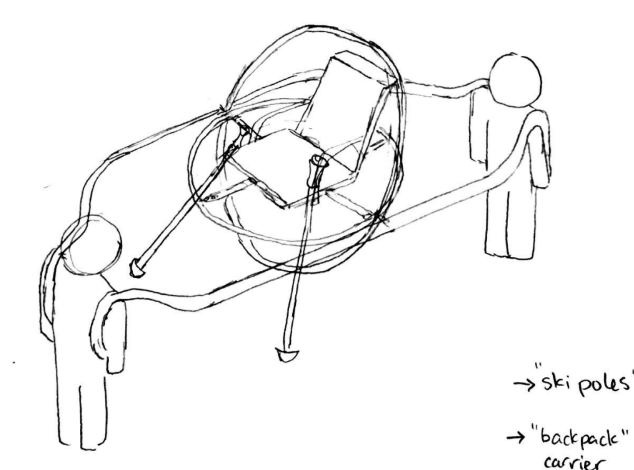 → "ski poles"
→ "backpack"
carrier